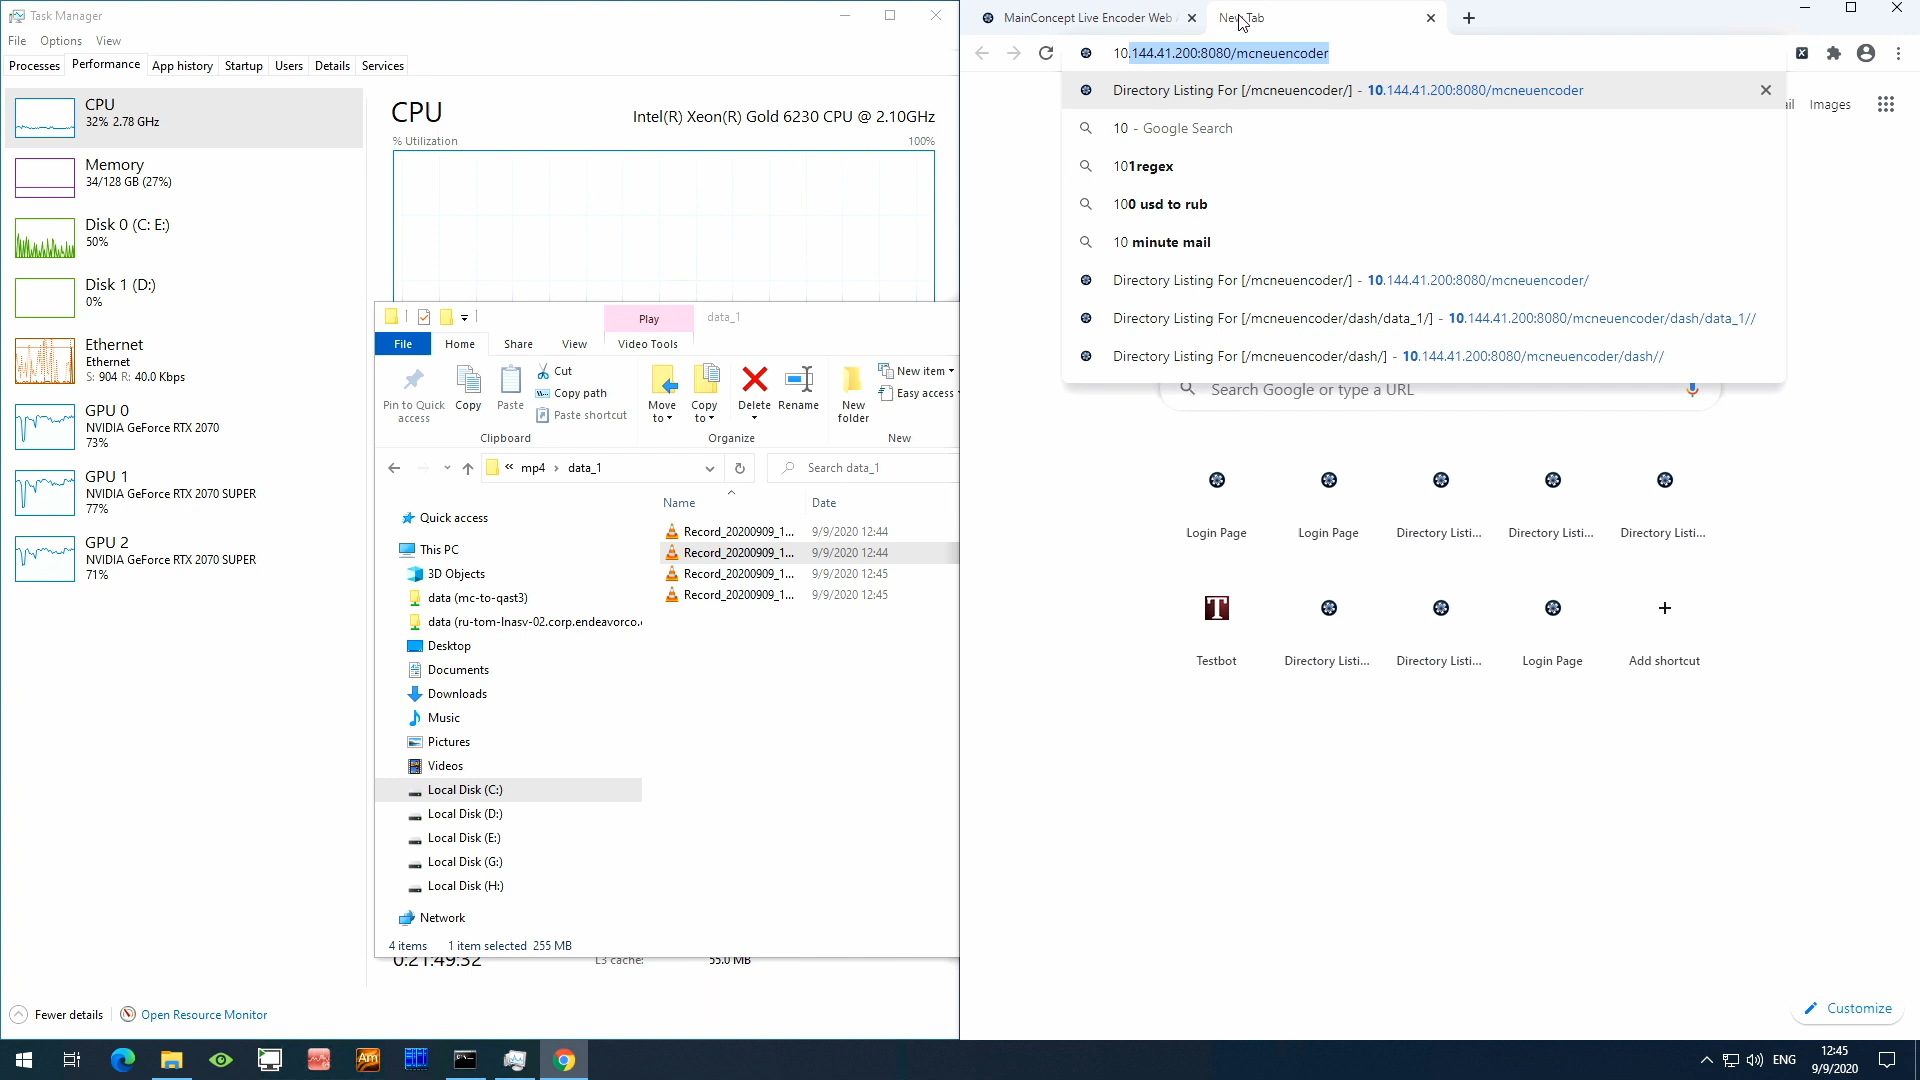 Task Manager
File Options View
Processes Performance App history Startup Users Details Services
CPU
32% 2.78 GHz
Memory
34/128 GB (27%)
Disk 0 (C: E:)
50%
Disk 1 (D:)
0%
Ethernet
Ethernet
S: 904 R: 40.0 Kbps
GPU 0
NVIDIA GeForce RTX 2070
73%
GPU 1
NVIDIA GeForce RTX 2070 SUPER
77%
GPU 2
NVIDIA GeForce RTX 2070 SUPER
71%
CPU
Intel(R) Xeon(R) Gold 6230 CPU @ 2.10GHz
% Utilization 100%
Play data_1
File Home Share View Video Tools
Pin to Quick access
Copy
Paste
Cut
Copy path
Paste shortcut
Move to
Copy to
Delete
Rename
New folder
New item
Easy access
Clipboard Organize New
« mp4 › data_1
Search data_1
Name Date
Record_20200909_1... 9/9/2020 12:44
Record_20200909_1... 9/9/2020 12:44
Record_20200909_1... 9/9/2020 12:45
Record_20200909_1... 9/9/2020 12:45
Quick access
This PC
3D Objects
data (mc-to-qast3)
data (ru-tom-lnasv-02.corp.endeavorco.
Desktop
Documents
Downloads
Music
Pictures
Videos
Local Disk (C:)
Local Disk (D:)
Local Disk (E:)
Local Disk (G:)
Local Disk (H:)
Network
4 items 1 item selected 255 MB
0:21:49:32 L3 cache: 55.0 MB
Fewer details Open Resource Monitor
MainConcept Live Encoder Web
New Tab
10.144.41.200:8080/mcneuencoder
Directory Listing For [/mcneuencoder/] - 10.144.41.200:8080/mcneuencoder
10 - Google Search
101regex
100 usd to rub
10 minute mail
Directory Listing For [/mcneuencoder/] - 10.144.41.200:8080/mcneuencoder/
Directory Listing For [/mcneuencoder/dash/data_1/] - 10.144.41.200:8080/mcneuencoder/dash/data_1//
Directory Listing For [/mcneuencoder/dash/] - 10.144.41.200:8080/mcneuencoder/dash//
Images
Search Google or type a URL
Login Page Login Page Directory Listi... Directory Listi... Directory Listi...
T
Testbot Directory Listi... Directory Listi... Login Page Add shortcut
Customize
Am
ENG
12:45
9/9/2020